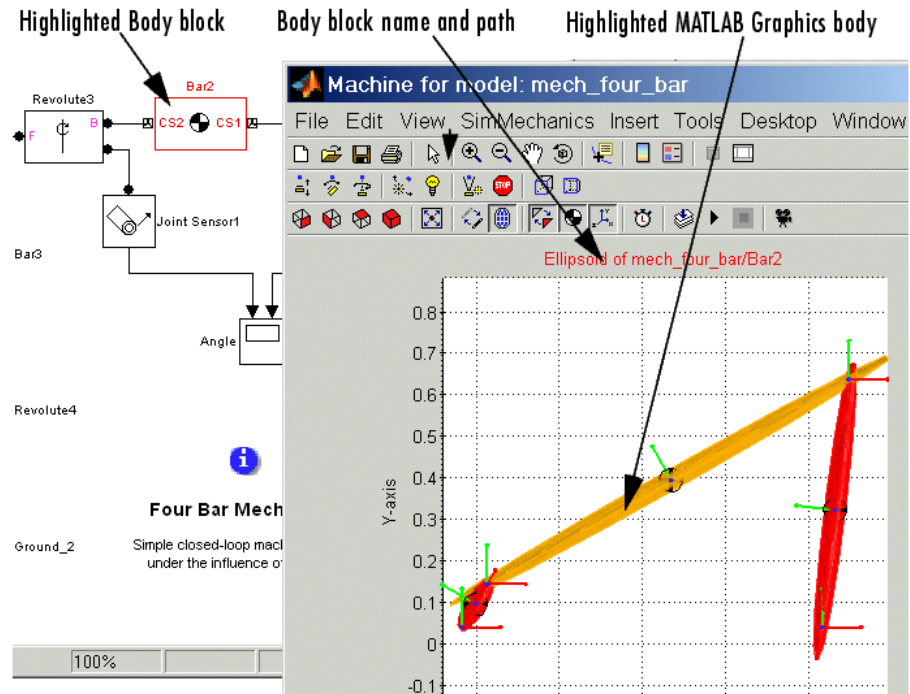 Highlighted Body block
Body block name and path
Highlighted MATLAB Graphics body
Bar2
Revolute3
F
B
CS2
CS1
Joint Sensor1
Bar3
Angle
Revolute4
i
Four Bar Mech
Ground_2
Simple closed-loop mac
under the influence o
100%
Machine for model: mech_four_bar
File Edit View SimMechanics Insert Tools Desktop Window
STOP
Ellipsoid of mech_four_bar/Bar2
Y-axis
0.8
0.7
0.6
0.5
0.4
0.3
0.2
0.1
0
-0.1